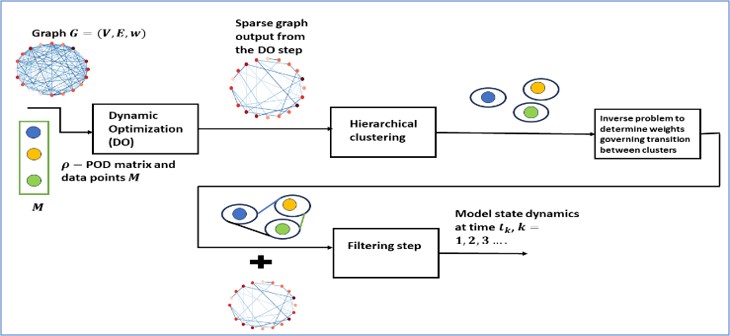 Graph G = (V, E, w)
Sparse graph
output from
the DO step
Dynamic
Optimization
(DO)
Hierarchical
clustering
Inverse problem to
determine weights
governing transition
between clusters
ρ − POD matrix and
data points M
M
Filtering step
Model state dynamics
at time t_k, k =
1, 2, 3 ….